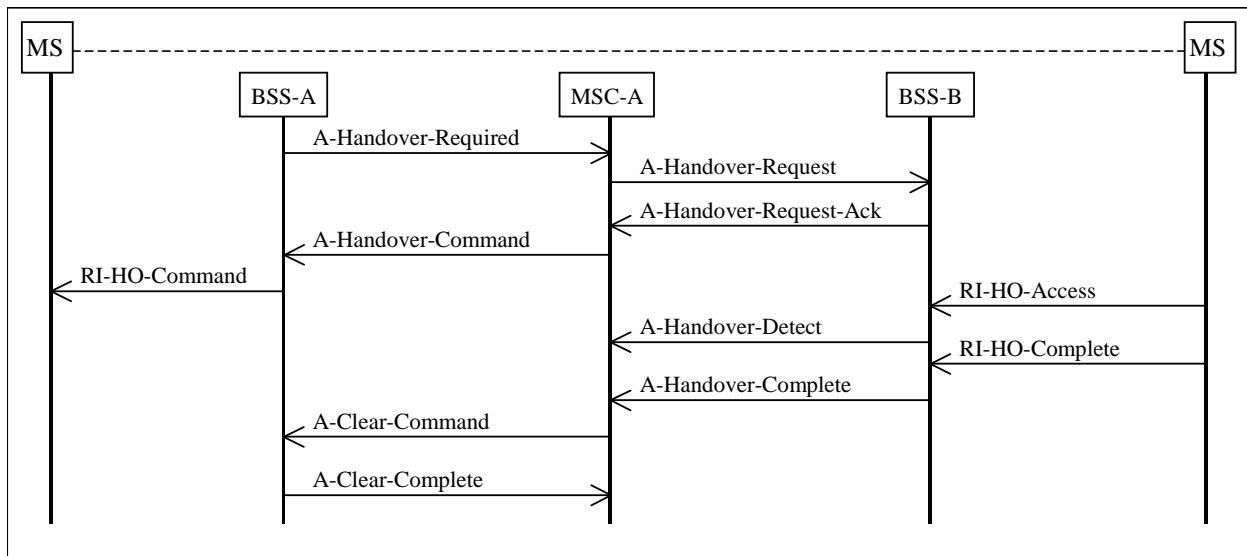 MS
MS
BSS-A
MSC-A
BSS-B
A-Handover-Required
A-Handover-Request
A-Handover-Request-Ack
A-Handover-Command
RI-HO-Command
RI-HO-Access
A-Handover-Detect
RI-HO-Complete
A-Handover-Complete
A-Clear-Command
A-Clear-Complete